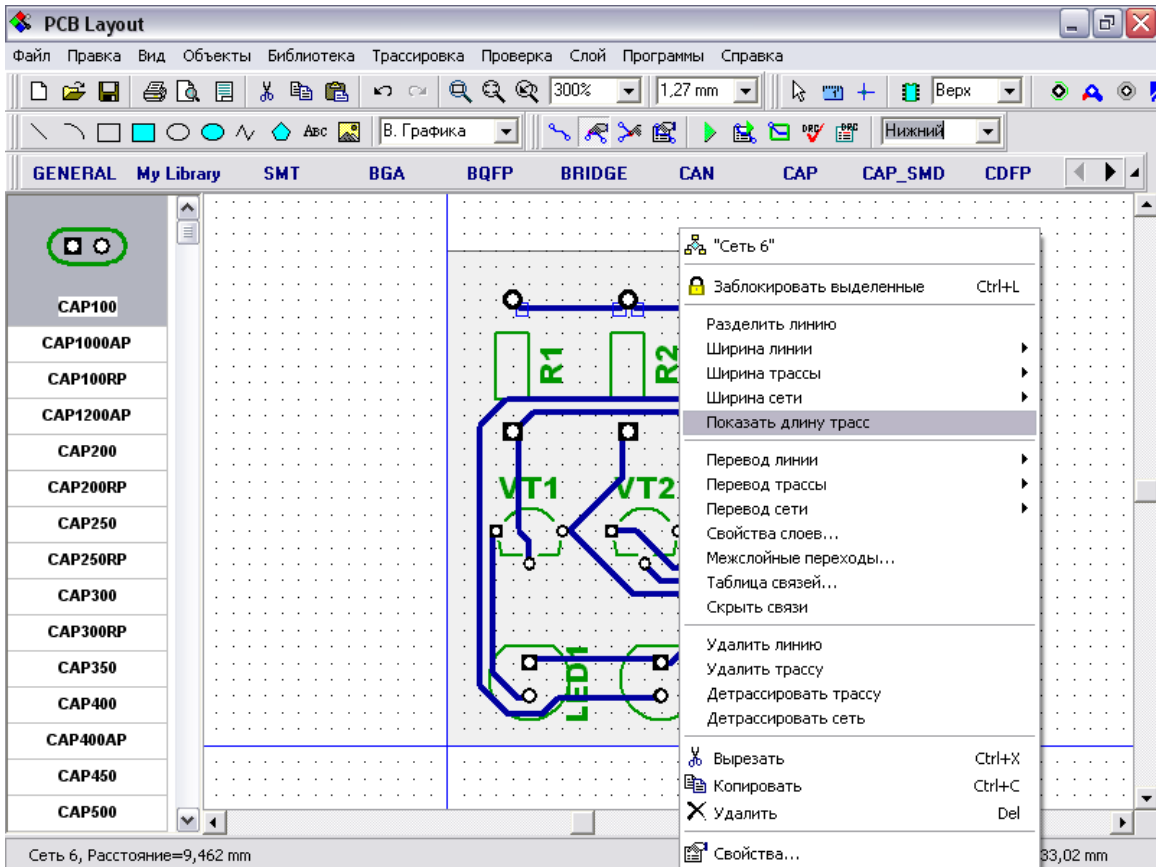 PCB Layout
Файл Правка Вид Объекты Библиотека Трассировка Проверка Слой Программы Справка
300% 1,27 mm Верх
ABC В. Графика DRC DRC Нижний
GENERAL My Library SMT BGA BQFP BRIDGE CAN CAP CAP_SMD CDFP
CAP100
CAP1000AP
CAP100RP
CAP1200AP
CAP200
CAP200RP
CAP250
CAP250RP
CAP300
CAP300RP
CAP350
CAP400
CAP400AP
CAP450
CAP500
R1 R2
VT1 VT2
LED1
"Сеть 6"
Заблокировать выделенные Ctrl+L
Разделить линию
Ширина линии
Ширина трассы
Ширина сети
Показать длину трасс
Перевод линии
Перевод трассы
Перевод сети
Свойства слоев...
Межслойные переходы...
Таблица связей...
Скрыть связи
Удалить линию
Удалить трассу
Детрассировать трассу
Детрассировать сеть
Вырезать Ctrl+X
Копировать Ctrl+C
Удалить Del
Свойства...
Сеть 6, Расстояние=9,462 mm 33,02 mm